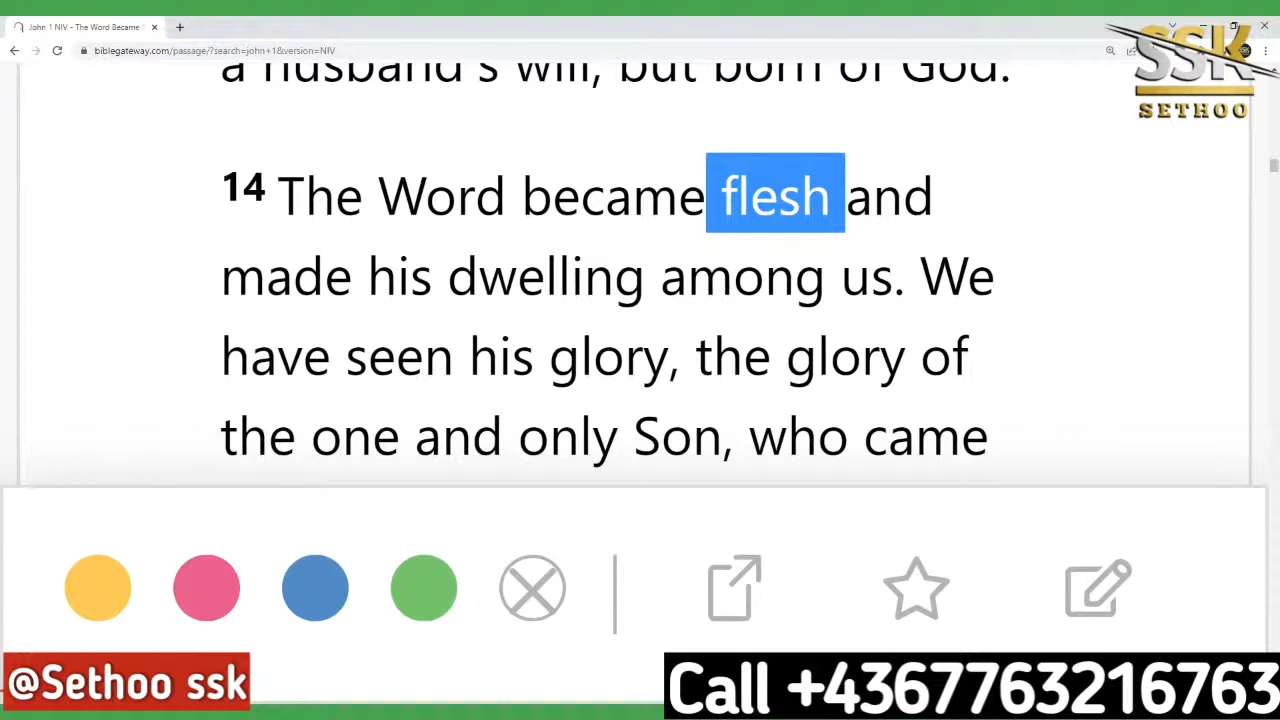 John 1 NIV - The Word Became
biblegateway.com/passage/?search=john+1&version=NIV
SSK
SETHOO
a husband's will, but born of God.
14 The Word became flesh and
made his dwelling among us. We
have seen his glory, the glory of
the one and only Son, who came
@Sethoo ssk
Call +4367763216763